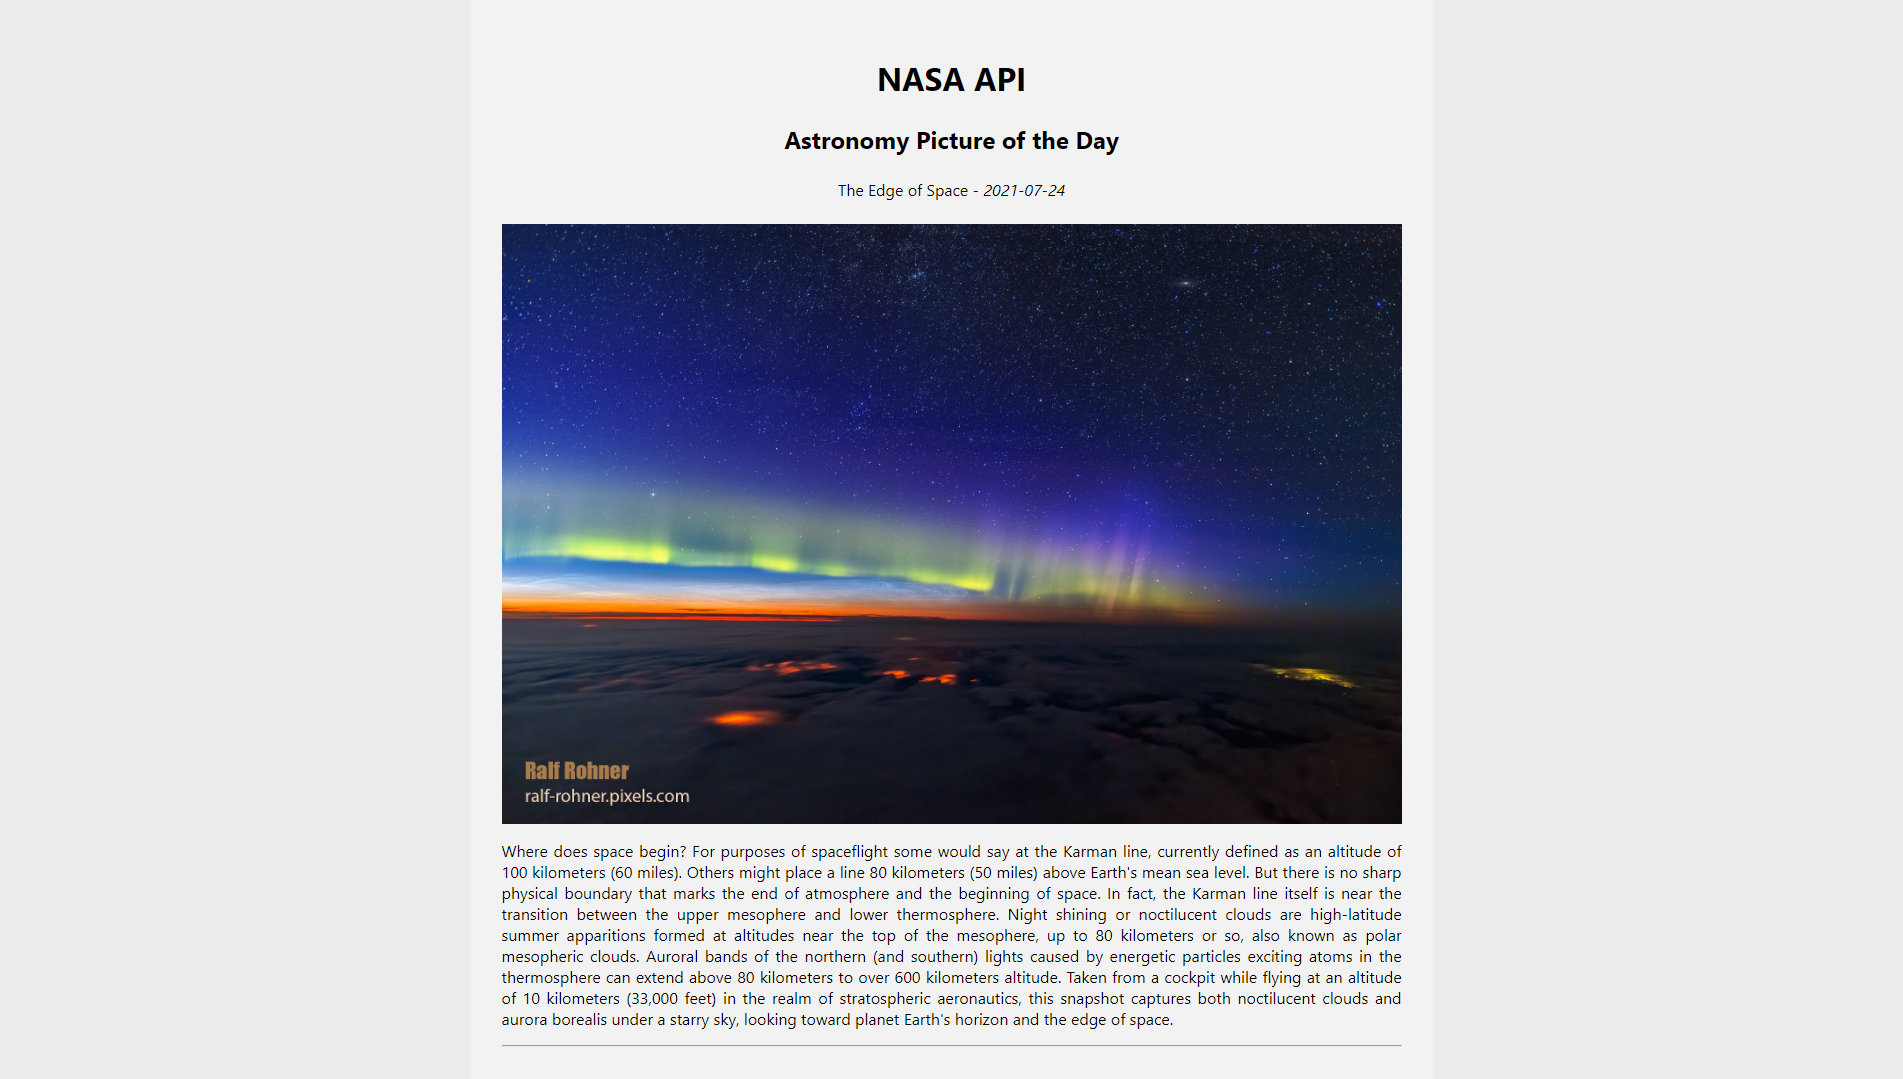 NASA API
Astronomy Picture of the Day
The Edge of Space - 2021-07-24
Ralf Rohner
ralf-rohner.pixels.com
Where does space begin? For purposes of spaceflight some would say at the Karman line, currently defined as an altitude of
100 kilometers (60 miles). Others might place a line 80 kilometers (50 miles) above Earth's mean sea level. But there is no sharp
physical boundary that marks the end of atmosphere and the beginning of space. In fact, the Karman line itself is near the
transition between the upper mesophere and lower thermosphere. Night shining or noctilucent clouds are high-latitude
summer apparitions formed at altitudes near the top of the mesophere, up to 80 kilometers or so, also known as polar
mesopheric clouds. Auroral bands of the northern (and southern) lights caused by energetic particles exciting atoms in the
thermosphere can extend above 80 kilometers to over 600 kilometers altitude. Taken from a cockpit while flying at an altitude
of 10 kilometers (33,000 feet) in the realm of stratospheric aeronautics, this snapshot captures both noctilucent clouds and
aurora borealis under a starry sky, looking toward planet Earth's horizon and the edge of space.